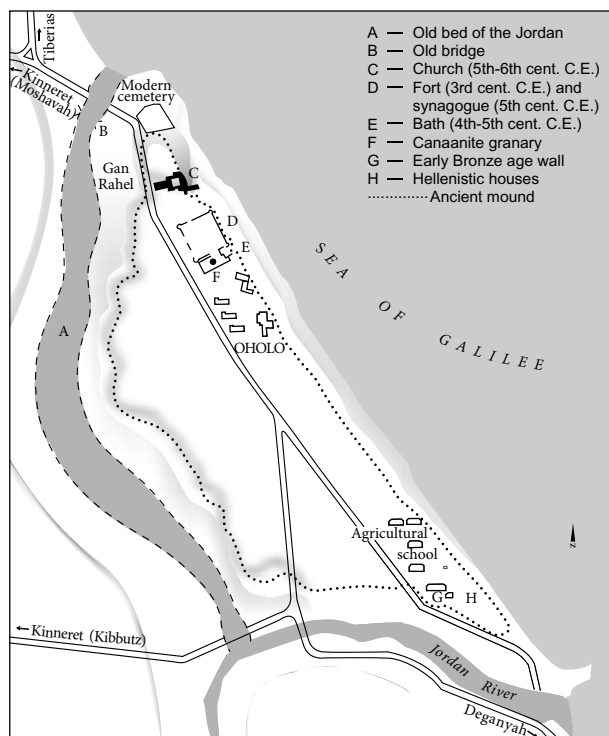 A — Old bed of the Jordan
B — Old bridge
C — Church (5th-6th cent. C.E.)
D — Fort (3rd cent. C.E.) and
synagogue (5th cent. C.E.)
E — Bath (4th-5th cent. C.E.)
F — Canaanite granary
G — Early Bronze age wall
H — Hellenistic houses
Ancient mound
Tiberias
Kinneret
(Moshavah)
Modern
cemetery
B
Gan
Rahel
C
D
E
F
OHOLO
A
SEA OF GALILEE
Agricultural
school
G
H
N
Kinneret (Kibbutz)
Jordan River
Deganyah